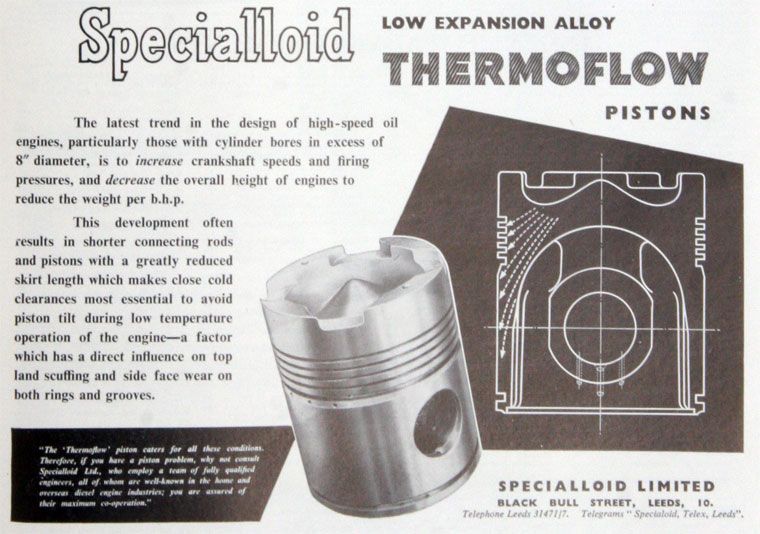 Specialloid
LOW EXPANSION ALLOY
THERMOFLOW
PISTONS
The latest trend in the design of high-speed oil
engines, particularly those with cylinder bores in excess of
8″ diameter, is to increase crankshaft speeds and firing
pressures, and decrease the overall height of engines to
reduce the weight per b.h.p.
This development often
results in shorter connecting rods
and pistons with a greatly reduced
skirt length which makes close cold
clearances most essential to avoid
piston tilt during low temperature
operation of the engine—a factor
which has a direct influence on top
land scuffing and side face wear on
both rings and grooves.
"The 'Thermoflow' piston caters for all these conditions.
Therefore, if you have a piston problem, why not consult
Specialloid Ltd., who employ a team of fully qualified
engineers, all of whom are well-known in the home and
overseas diesel engine industries; you are assured of
their maximum co-operation."
SPECIALLOID LIMITED
BLACK BULL STREET, LEEDS, 10.
Telephone Leeds 31471/7. Telegrams "Specialoid, Telex, Leeds".